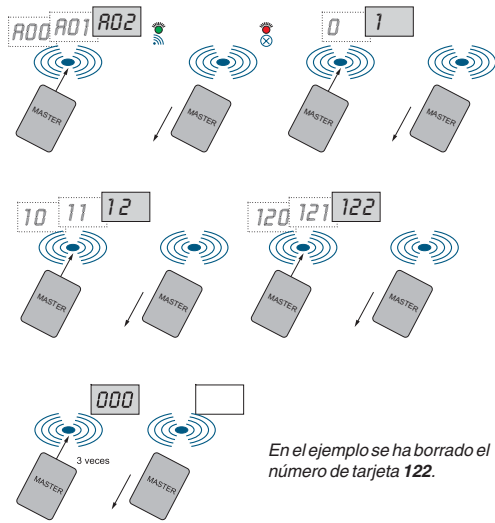 A00 A01 A02
0 1
MASTER MASTER MASTER MASTER
10 11 12
120 121 122
MASTER MASTER MASTER MASTER
000
3 veces
MASTER MASTER
En el ejemplo se ha borrado el
número de tarjeta 122.